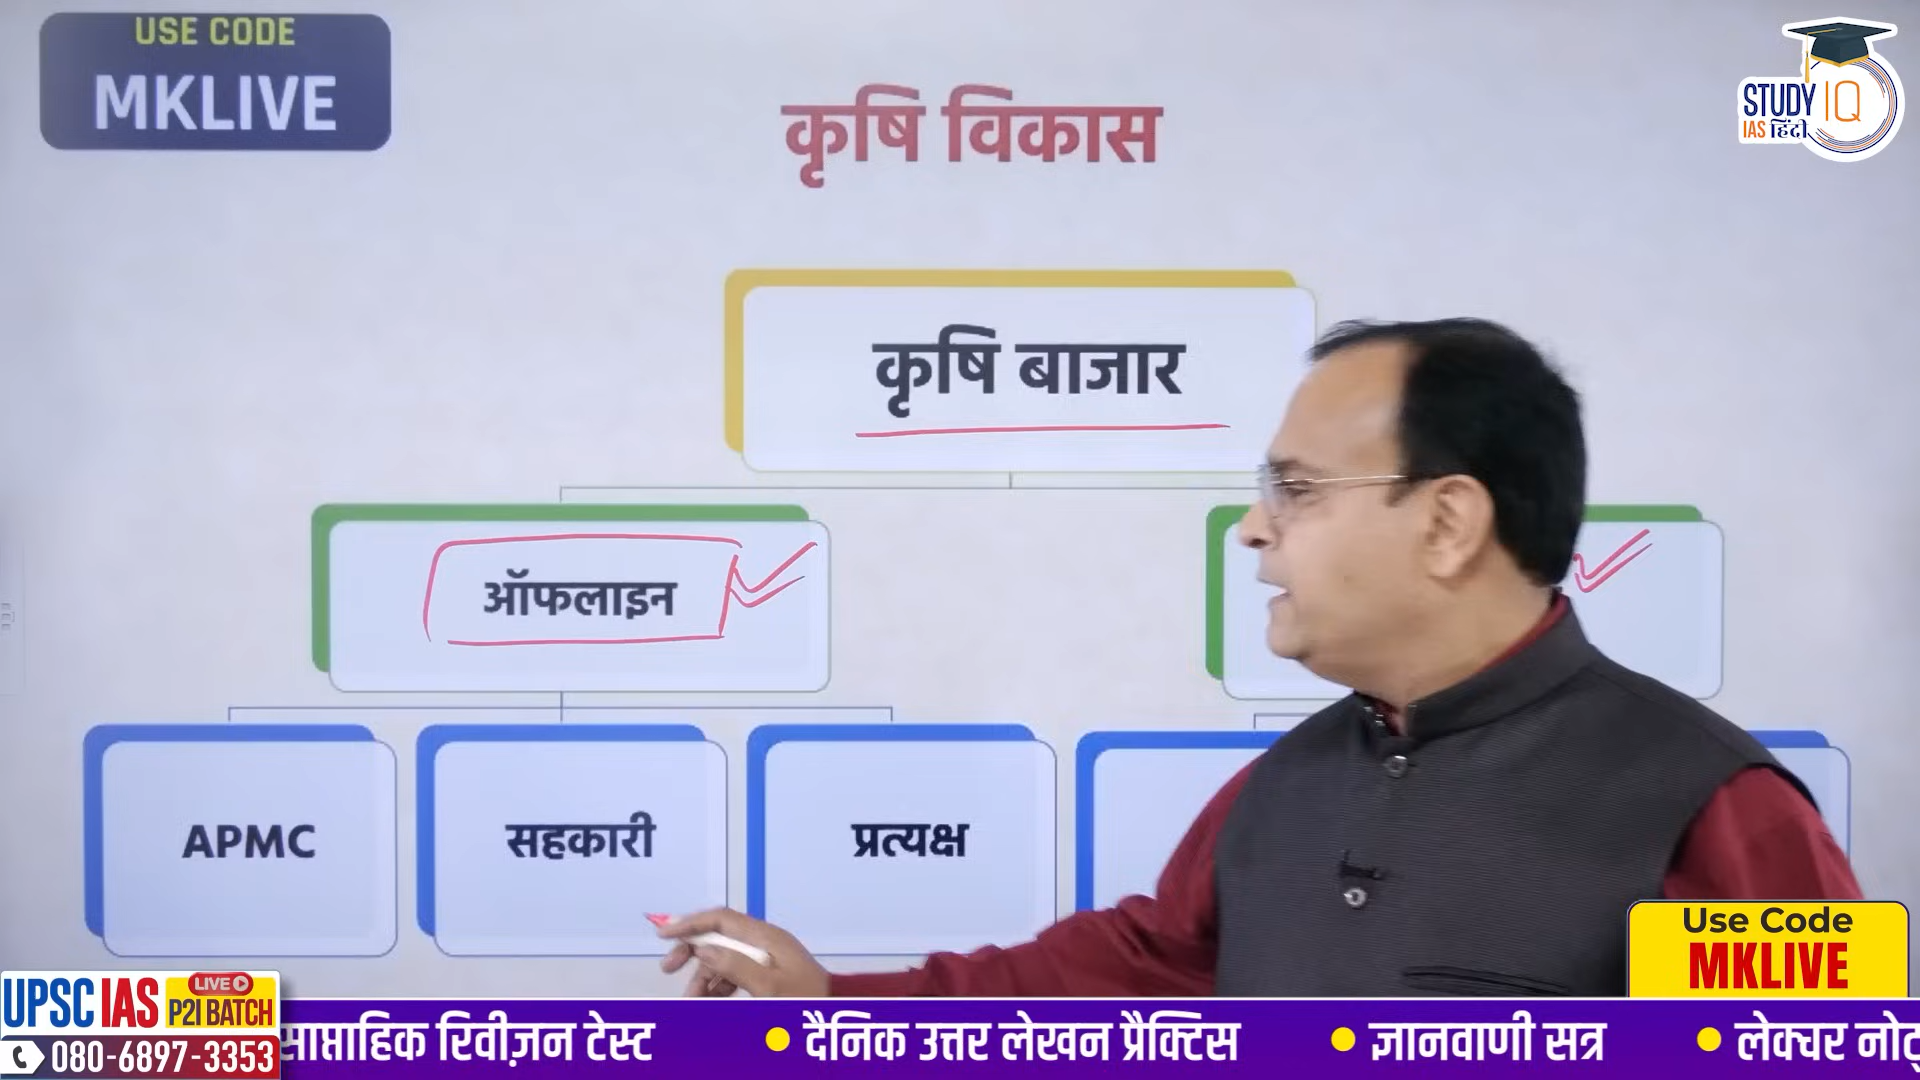 USE CODE
MKLIVE
STUDY IQ
IAS हिंदी
कृषि विकास
कृषि बाजार
ऑफलाइन
APMC
सहकारी
प्रत्यक्ष
Use Code
MKLIVE
UPSC IAS
LIVE
P2I BATCH
080-6897-3353
साप्ताहिक रिवीज़न टेस्ट
दैनिक उत्तर लेखन प्रैक्टिस
ज्ञानवाणी सत्र
लेक्चर